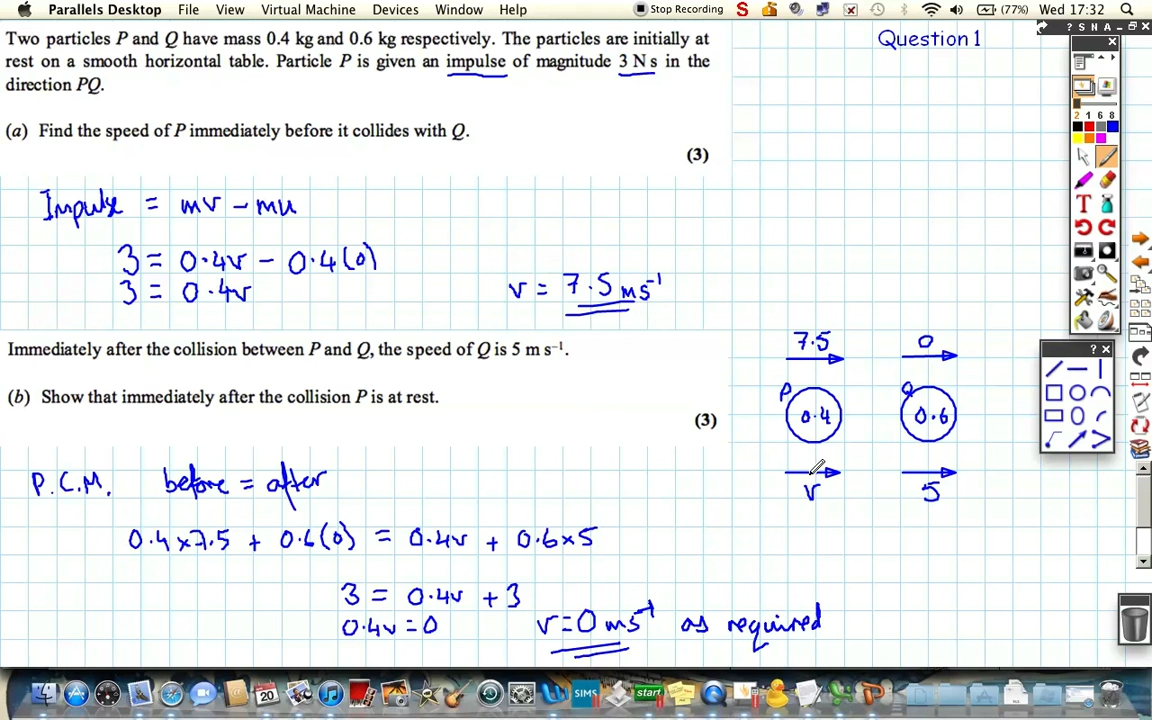 Parallels Desktop File View Virtual Machine Devices Window Help Stop Recording S (77%) Wed 17:32
Two particles P and Q have mass 0.4 kg and 0.6 kg respectively. The particles are initially at
rest on a smooth horizontal table. Particle P is given an impulse of magnitude 3 N s in the
direction PQ.
Question 1
? S N A
(a) Find the speed of P immediately before it collides with Q.
(3)
2 1 6 8
T
Impulse = mv - mu
3 = 0.4v - 0.4(0)
3 = 0.4v
v = 7.5 ms⁻¹
Immediately after the collision between P and Q, the speed of Q is 5 m s⁻¹.
(b) Show that immediately after the collision P is at rest.
(3)
7.5 0
P Q
0.4 0.6
v 5
? X
P.C.M. before = after
0.4×7.5 + 0.6(0) = 0.4v + 0.6×5
3 = 0.4v + 3
0.4v = 0
v = 0 ms⁻¹ as required
20 SIMS start